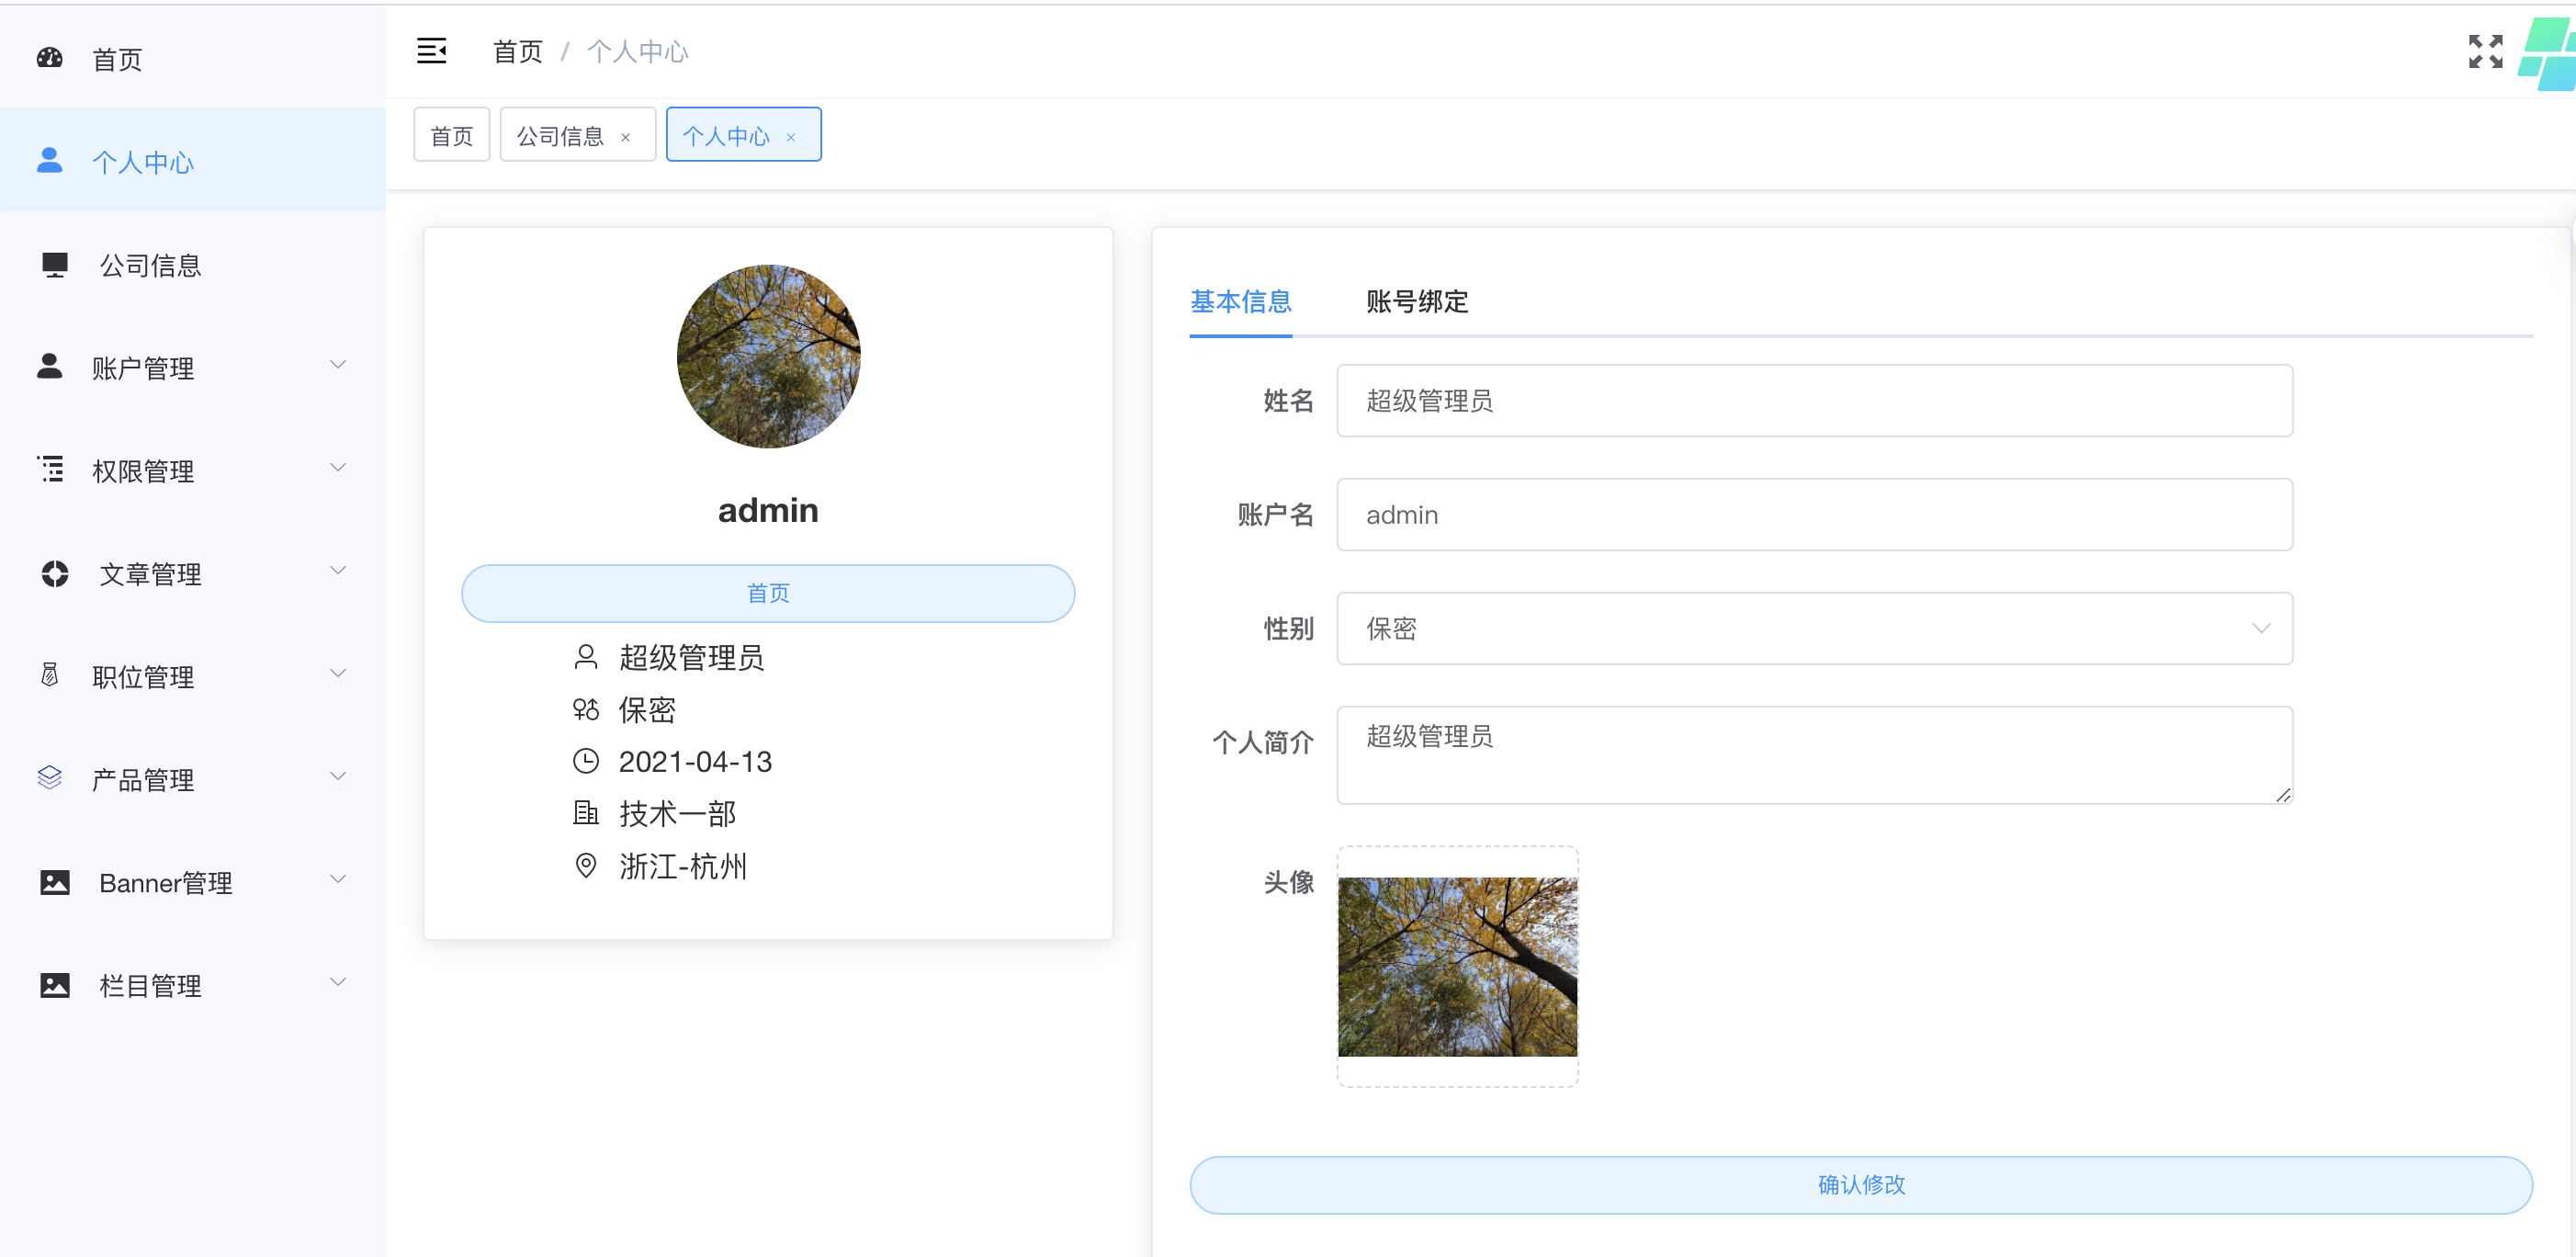 首页
个人中心
公司信息
账户管理
权限管理
文章管理
职位管理
产品管理
Banner管理
栏目管理
首页 / 个人中心
首页 公司信息 × 个人中心 ×
admin
首页
超级管理员
保密
2021-04-13
技术一部
浙江-杭州
基本信息 账号绑定
姓名 超级管理员
账户名 admin
性别 保密
个人简介 超级管理员
头像
确认修改